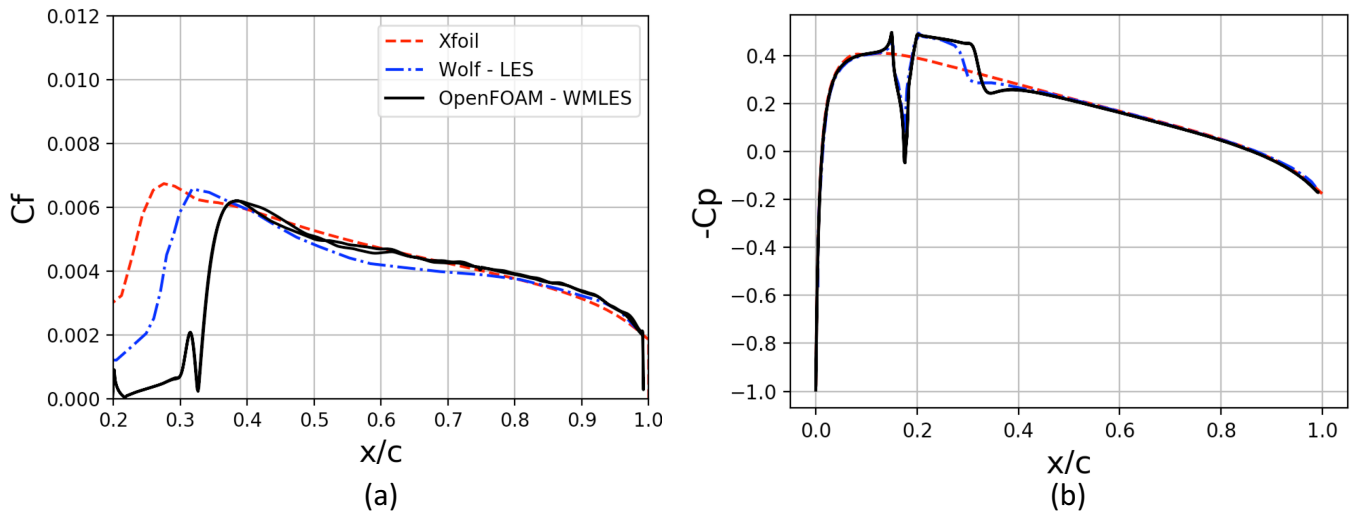 0.012
0.010
0.008
0.006
0.004
0.002
0.000
Cf
0.2 0.3 0.4 0.5 0.6 0.7 0.8 0.9 1.0
x/c
(a)
Xfoil
Wolf - LES
OpenFOAM - WMLES
0.4
0.2
0.0
−0.2
−0.4
−0.6
−0.8
−1.0
-Cp
0.0 0.2 0.4 0.6 0.8 1.0
x/c
(b)